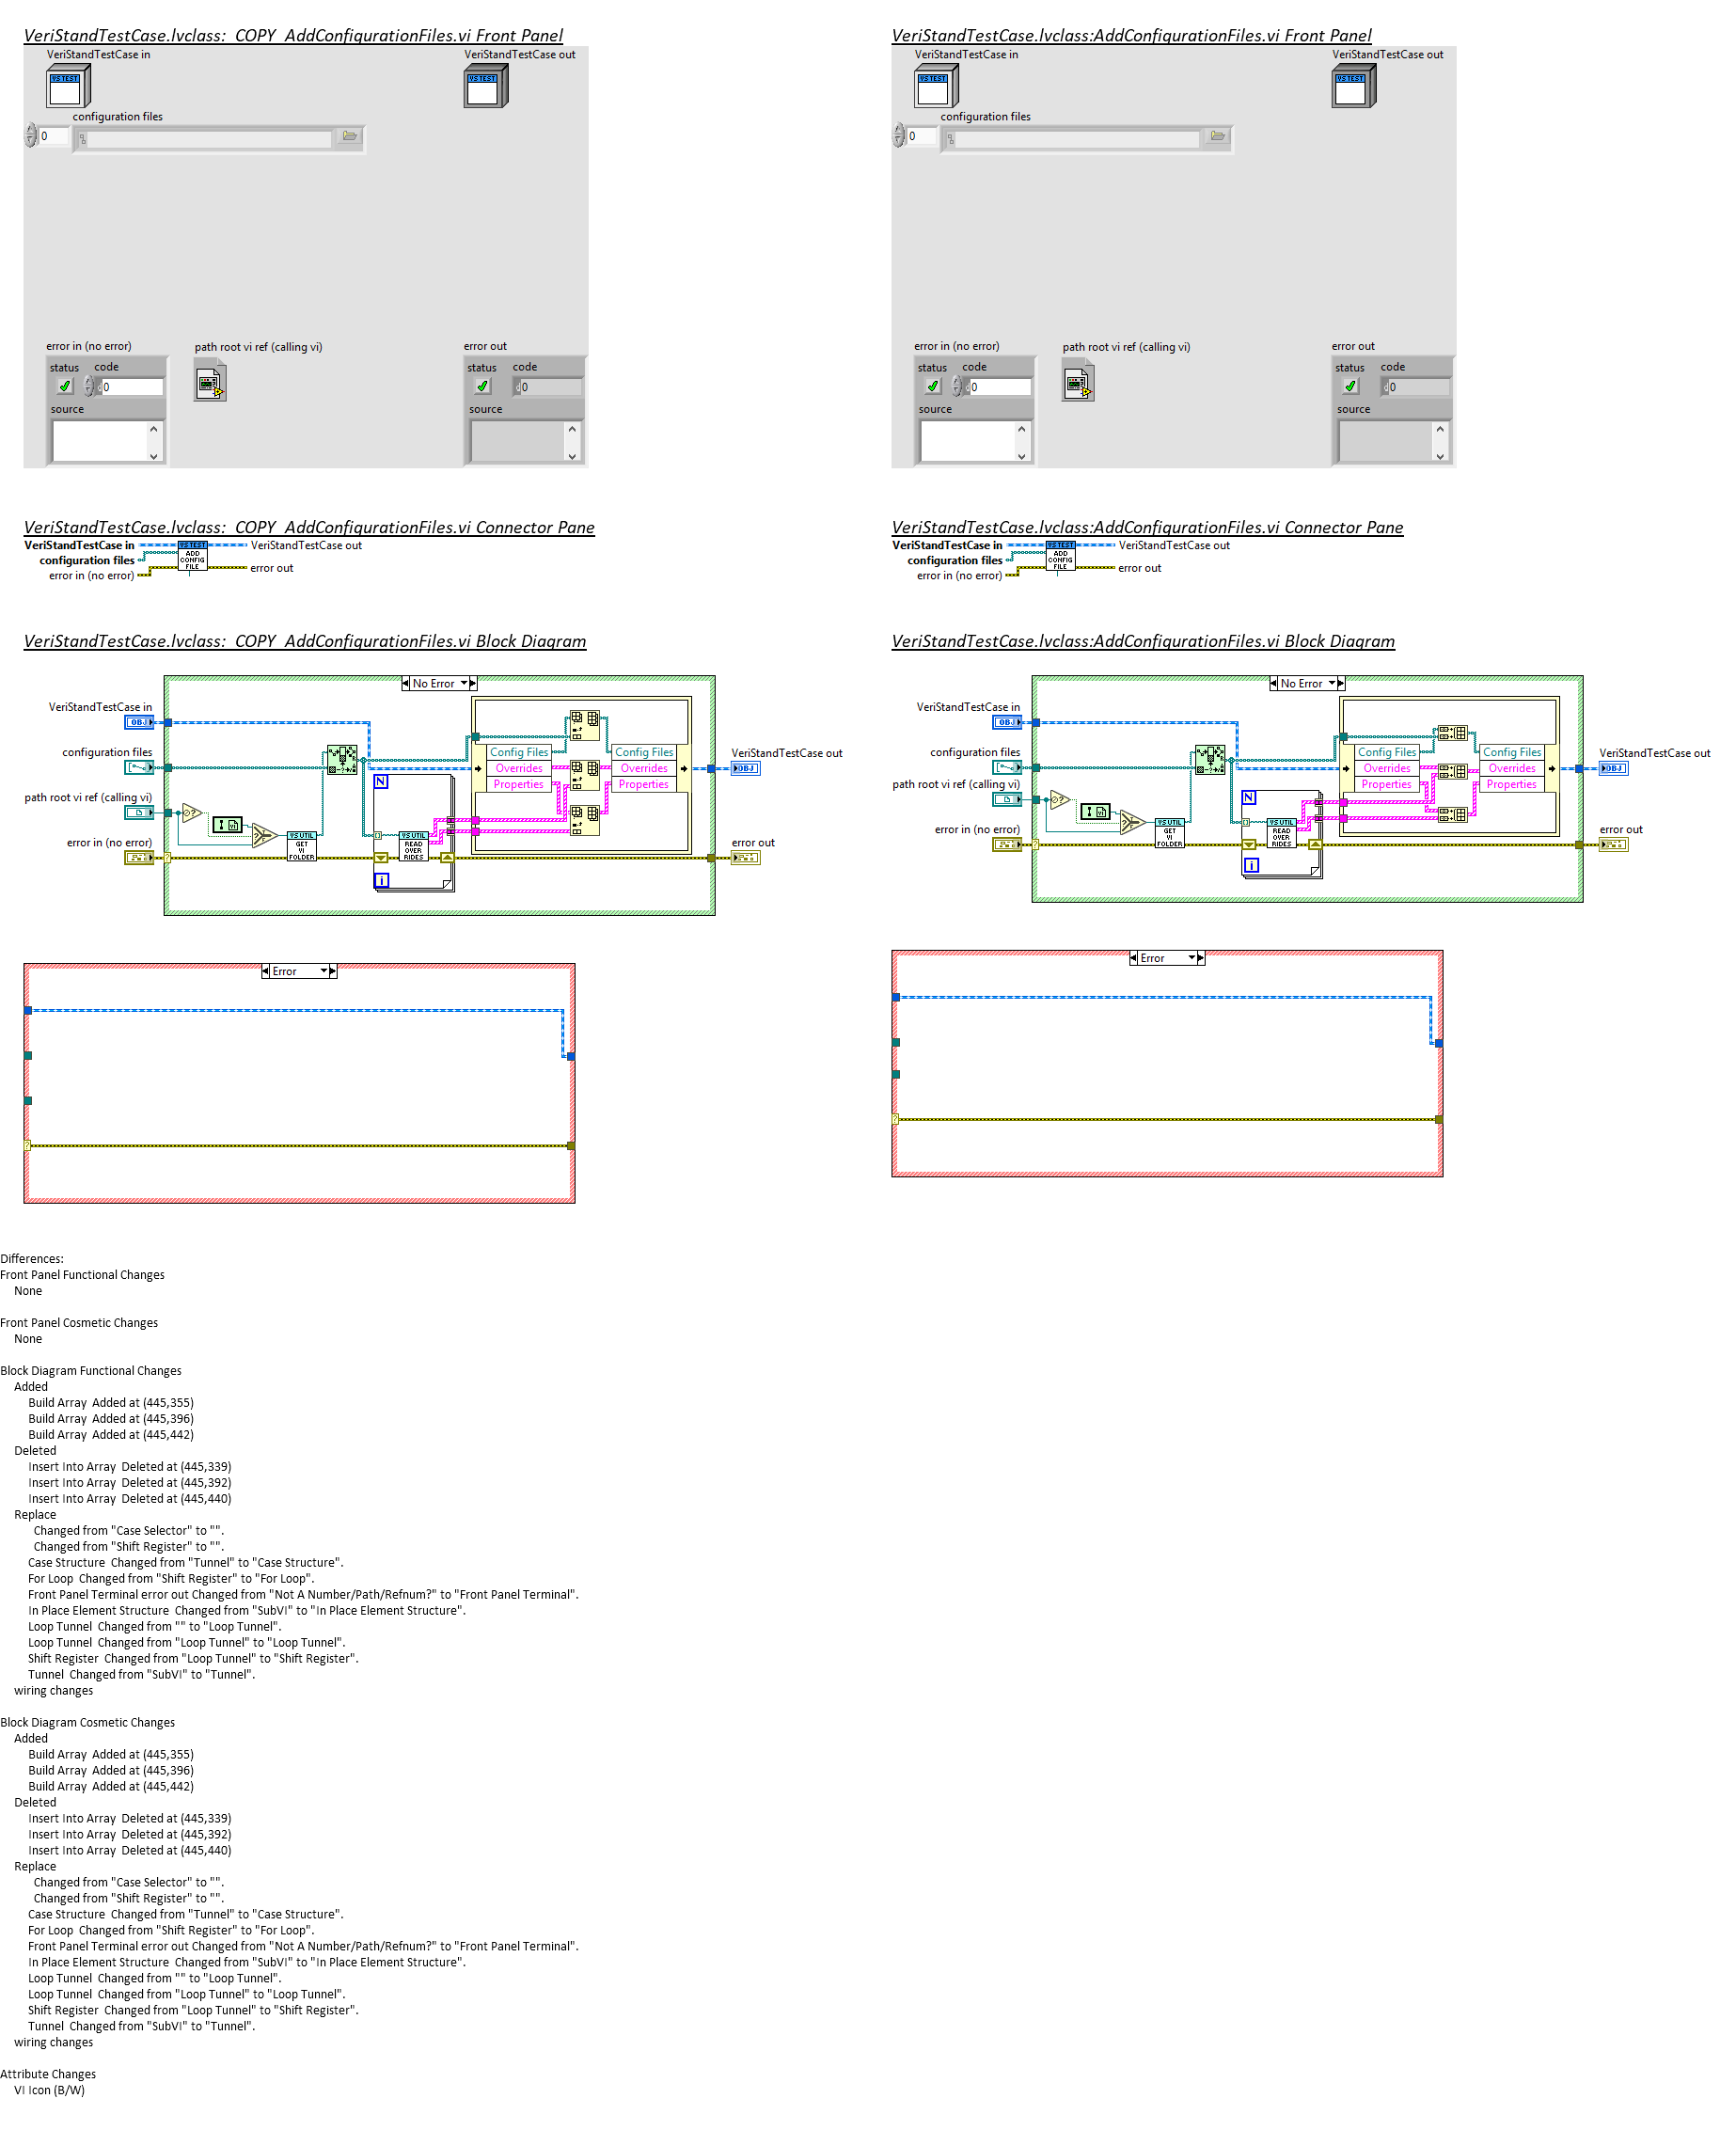 VeriStandTestCase.lvclass:_COPY_AddConfigurationFiles.vi Front Panel
VeriStandTestCase in
VeriStandTestCase out
VS TEST
VS TEST
configuration files
0
error in (no error)
path root vi ref (calling vi)
error out
status code
0
source
status code
0
source
VeriStandTestCase.lvclass:AddConfigurationFiles.vi Front Panel
VeriStandTestCase in
VeriStandTestCase out
VS TEST
VS TEST
configuration files
0
error in (no error)
path root vi ref (calling vi)
error out
status code
0
source
status code
0
source
VeriStandTestCase.lvclass:_COPY_AddConfigurationFiles.vi Connector Pane
VeriStandTestCase in
configuration files
error in (no error)
VS TEST
ADD
CONFIG
FILE
VeriStandTestCase out
error out
VeriStandTestCase.lvclass:AddConfigurationFiles.vi Connector Pane
VeriStandTestCase in
configuration files
error in (no error)
VS TEST
ADD
CONFIG
FILE
VeriStandTestCase out
error out
VeriStandTestCase.lvclass:_COPY_AddConfigurationFiles.vi Block Diagram
No Error
VeriStandTestCase in
OBJ
configuration files
path root vi ref (calling vi)
error in (no error)
VS UTIL
GET
VI
FOLDER
N
VS UTIL
READ
OVER
RIDES
i
Config Files
Overrides
Properties
Config Files
Overrides
Properties
VeriStandTestCase out
OBJ
error out
Error
VeriStandTestCase.lvclass:AddConfigurationFiles.vi Block Diagram
No Error
VeriStandTestCase in
OBJ
configuration files
path root vi ref (calling vi)
error in (no error)
VS UTIL
GET
VI
FOLDER
N
VS UTIL
READ
OVER
RIDES
i
Config Files
Overrides
Properties
Config Files
Overrides
Properties
VeriStandTestCase out
OBJ
error out
Error
Differences:
Front Panel Functional Changes
None
Front Panel Cosmetic Changes
None
Block Diagram Functional Changes
Added
Build Array  Added at (445,355)
Build Array  Added at (445,396)
Build Array  Added at (445,442)
Deleted
Insert Into Array  Deleted at (445,339)
Insert Into Array  Deleted at (445,392)
Insert Into Array  Deleted at (445,440)
Replace
Changed from "Case Selector" to "".
Changed from "Shift Register" to "".
Case Structure  Changed from "Tunnel" to "Case Structure".
For Loop  Changed from "Shift Register" to "For Loop".
Front Panel Terminal error out Changed from "Not A Number/Path/Refnum?" to "Front Panel Terminal".
In Place Element Structure  Changed from "SubVI" to "In Place Element Structure".
Loop Tunnel  Changed from "" to "Loop Tunnel".
Loop Tunnel  Changed from "Loop Tunnel" to "Loop Tunnel".
Shift Register  Changed from "Loop Tunnel" to "Shift Register".
Tunnel  Changed from "SubVI" to "Tunnel".
wiring changes
Block Diagram Cosmetic Changes
Added
Build Array  Added at (445,355)
Build Array  Added at (445,396)
Build Array  Added at (445,442)
Deleted
Insert Into Array  Deleted at (445,339)
Insert Into Array  Deleted at (445,392)
Insert Into Array  Deleted at (445,440)
Replace
Changed from "Case Selector" to "".
Changed from "Shift Register" to "".
Case Structure  Changed from "Tunnel" to "Case Structure".
For Loop  Changed from "Shift Register" to "For Loop".
Front Panel Terminal error out Changed from "Not A Number/Path/Refnum?" to "Front Panel Terminal".
In Place Element Structure  Changed from "SubVI" to "In Place Element Structure".
Loop Tunnel  Changed from "" to "Loop Tunnel".
Loop Tunnel  Changed from "Loop Tunnel" to "Loop Tunnel".
Shift Register  Changed from "Loop Tunnel" to "Shift Register".
Tunnel  Changed from "SubVI" to "Tunnel".
wiring changes
Attribute Changes
VI Icon (B/W)